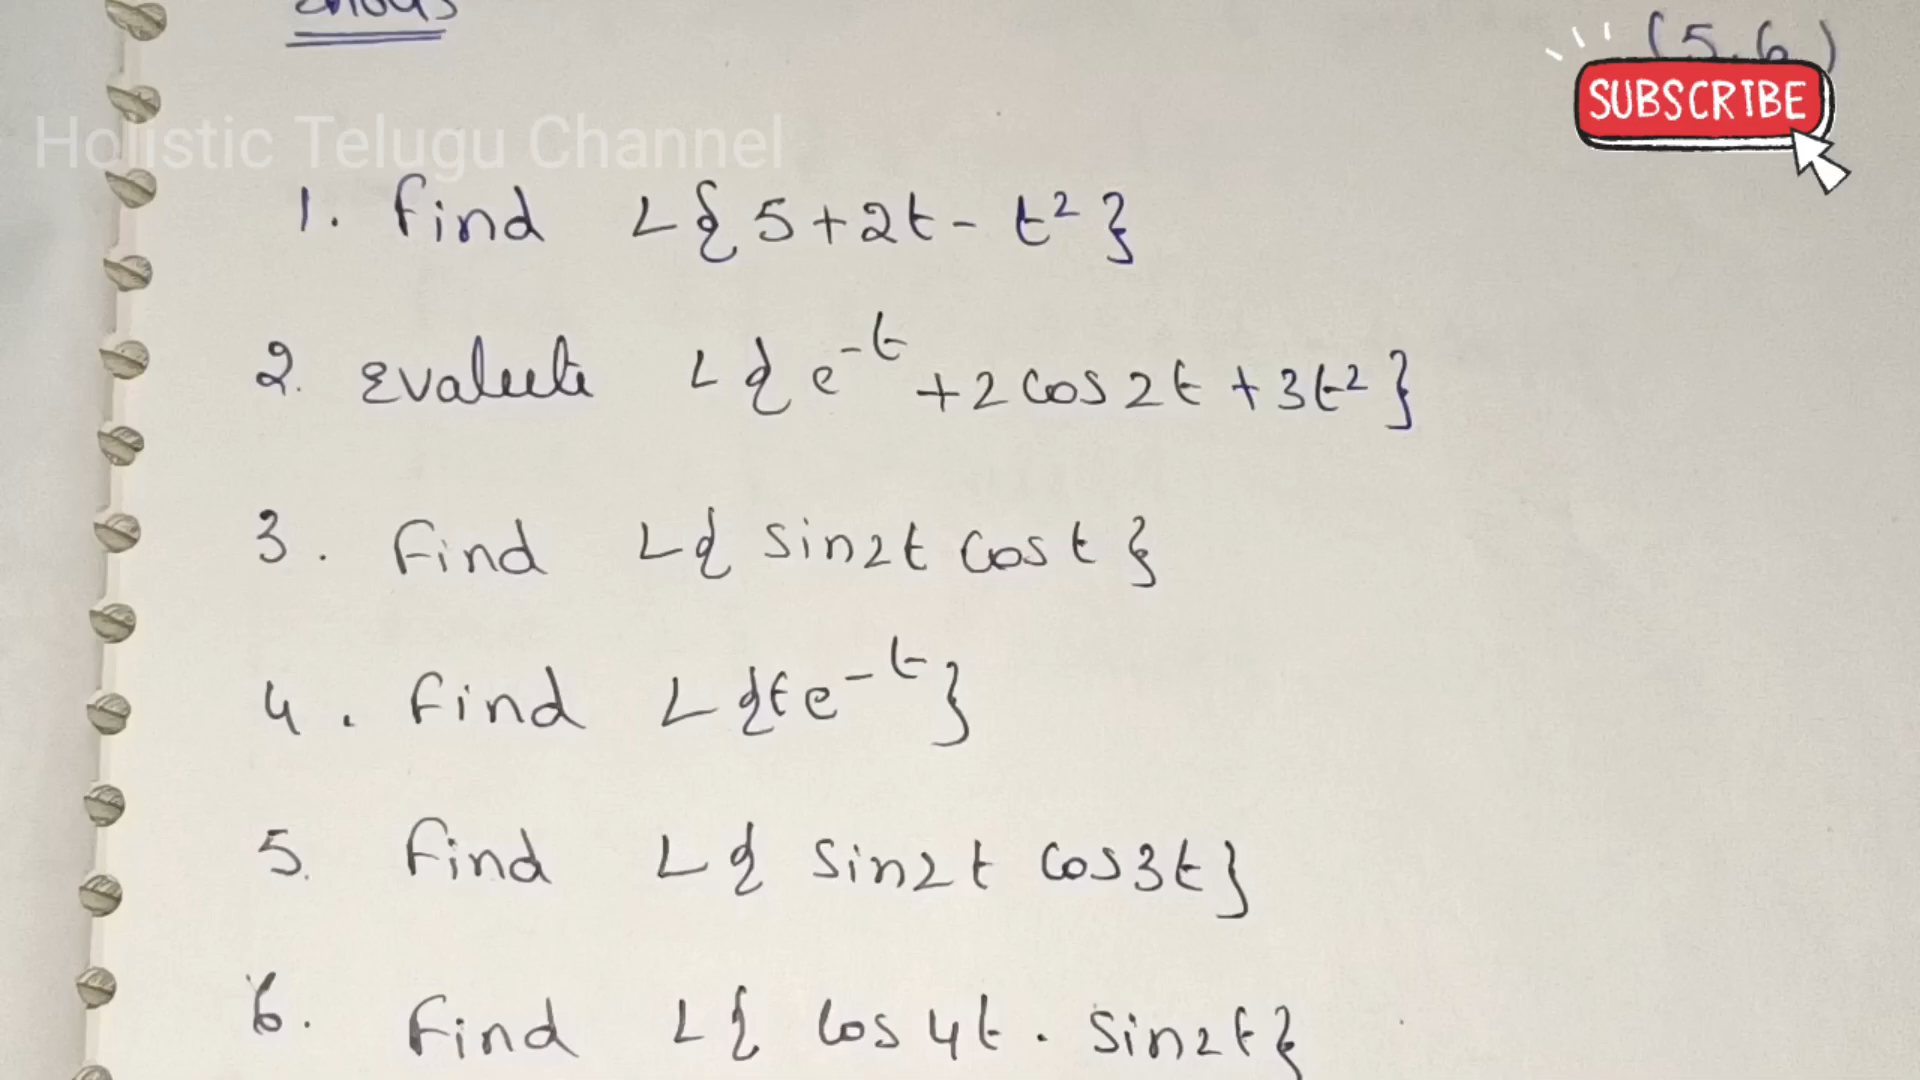 (5,6)
SUBSCRIBE
Holistic Telugu Channel
1. Find L{5+2t-t²}
2. Evaluate L{e⁻ᵗ+2cos2t+3t²}
3. Find L{sin2t cost}
4. Find L{te⁻ᵗ}
5. Find L{sin2t cos3t}
6. Find L{cos4t . sin2t}